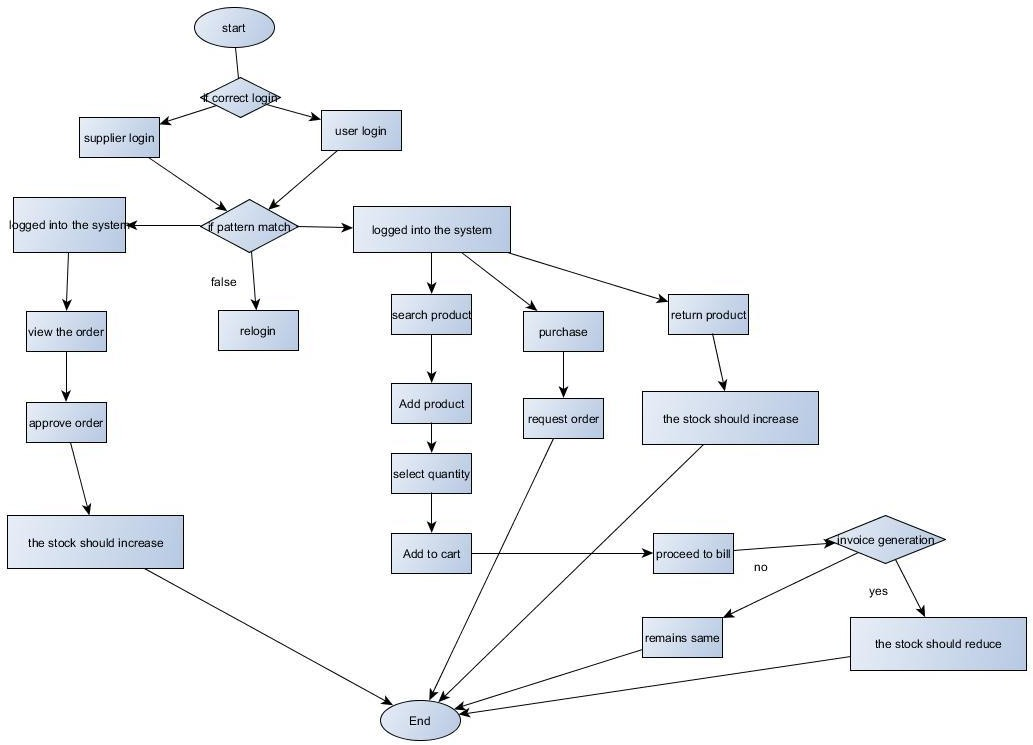 start
If correct login
supplier login
user login
logged into the system
if pattern match
logged into the system
false
relogin
view the order
search product
purchase
return product
approve order
Add product
request order
the stock should increase
select quantity
the stock should increase
Add to cart
proceed to bill
Invoice generation
no
yes
remains same
the stock should reduce
End